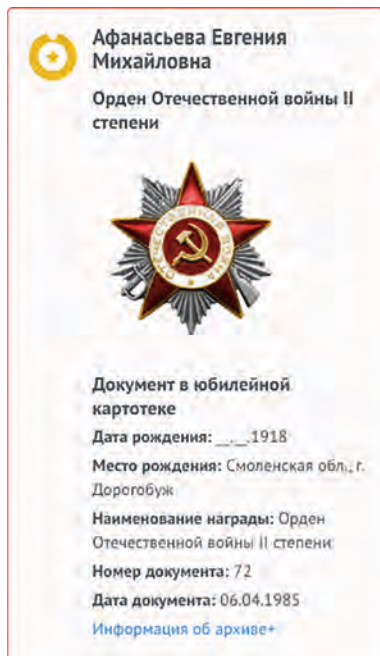 Афанасьева Евгения
Михайловна
Орден Отечественной войны II
степени
ОТЕЧЕСТВЕННАЯ ВОЙНА
Документ в юбилейной
картотеке
Дата рождения: __.__.1918
Место рождения: Смоленская обл., г.
Дорогобуж
Наименование награды: Орден
Отечественной войны II степени
Номер документа: 72
Дата документа: 06.04.1985
Информация об архиве+